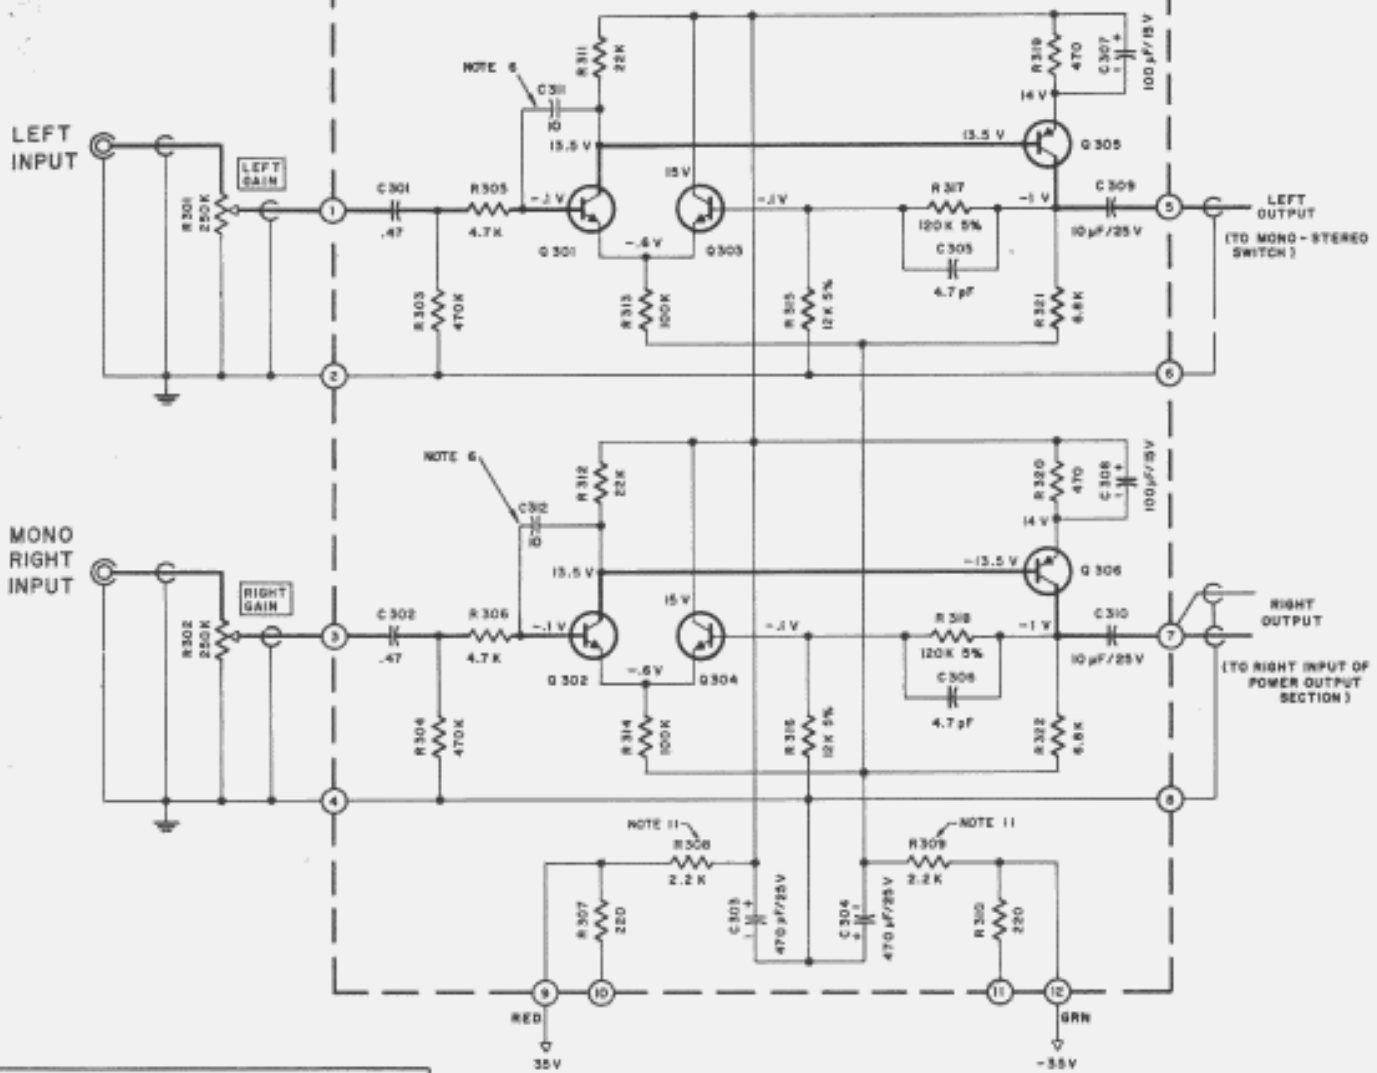 LEFT
INPUT
R301
250K
LEFT
GAIN
1
C301
.47
R303
470K
R305
4.7K
NOTE 6
C311
10
R311
22K
13.5 V
-.1 V
Q301
-.6 V
R313
100K
15 V
Q303
-.1 V
R315
12K 5%
R317
120K 5%
C305
4.7 pF
R319
470
C307
+
-
100 µF/15V
14 V
13.5 V
Q305
-1 V
R321
6.8K
C309
10 µF/25V
5
LEFT
OUTPUT
(TO MONO-STEREO
SWITCH)
2
6
MONO
RIGHT
INPUT
R302
250K
RIGHT
GAIN
3
C302
.47
R304
470K
R306
4.7K
NOTE 6
C312
10
R312
22K
13.5 V
-.1 V
Q302
-.6 V
R314
100K
15 V
Q304
-.1 V
R316
12K 5%
R318
120K 5%
C306
4.7 pF
R320
470
C308
+
-
100µF/15V
14 V
-13.5 V
Q306
-1 V
R322
6.8K
C310
10 µF/25V
7
RIGHT
OUTPUT
(TO RIGHT INPUT OF
POWER OUTPUT
SECTION)
4
8
NOTE 11
R308
2.2 K
NOTE 11
R309
2.2 K
R307
220
C303
+
-
470 µF/25V
C304
-
+
470 µF/25V
R310
220
9
10
11
12
RED
GRN
35V
-35V